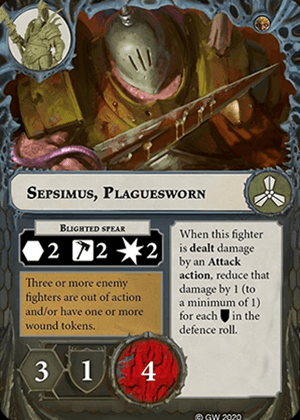 Sepsimus, Plaguesworn
Blighted spear
2 2 2
Three or more enemy
fighters are out of action
and/or have one or more
wound tokens.
When this fighter
is dealt damage
by an Attack
action, reduce that
damage by 1 (to
a minimum of 1)
for each in the
defence roll.
3 1 4
© GW 2020